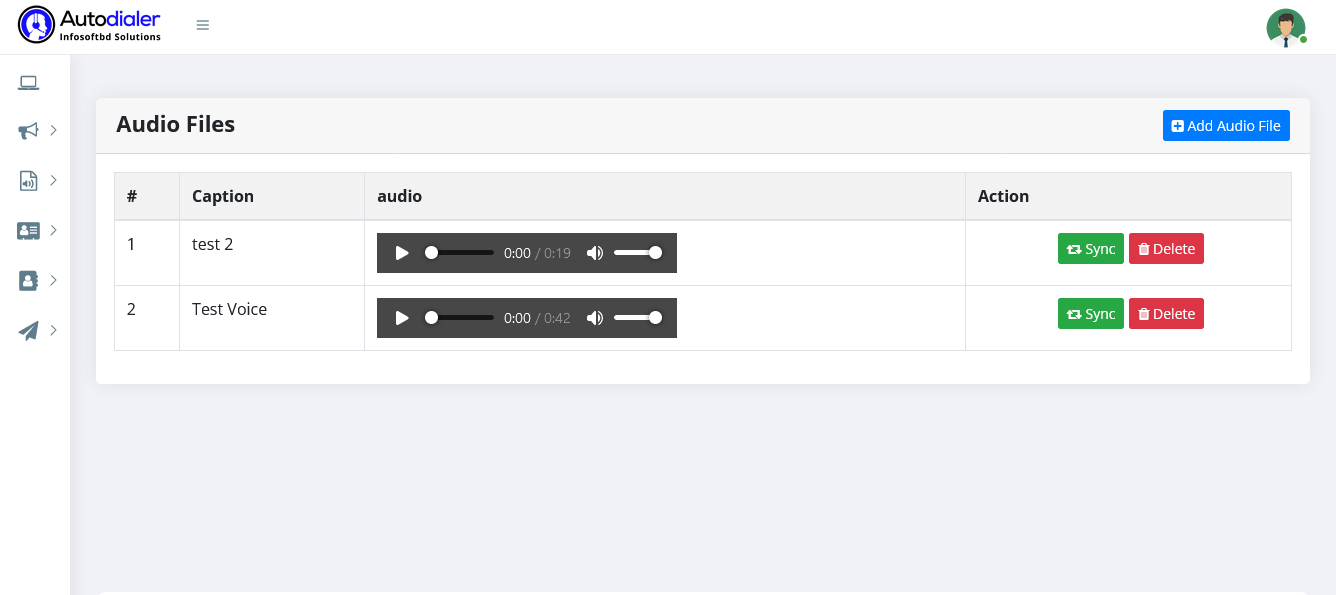 Autodialer
Infosoftbd Solutions
Audio Files
Add Audio File
# Caption audio Action
1 test 2 0:00 / 0:19 Sync Delete
2 Test Voice 0:00 / 0:42 Sync Delete